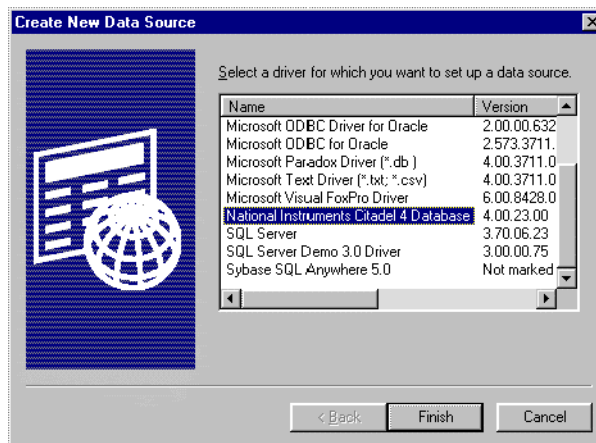 Create New Data Source
Select a driver for which you want to set up a data source.
Name Version
Microsoft ODBC Driver for Oracle 2.00.00.632
Microsoft ODBC for Oracle 2.573.3711.
Microsoft Paradox Driver (*.db ) 4.00.3711.0
Microsoft Text Driver (*.txt; *.csv) 4.00.3711.0
Microsoft Visual FoxPro Driver 6.00.8428.0
National Instruments Citadel 4 Database 4.00.23.00
SQL Server 3.70.06.23
SQL Server Demo 3.0 Driver 3.00.00.75
Sybase SQL Anywhere 5.0 Not marked
< Back Finish Cancel